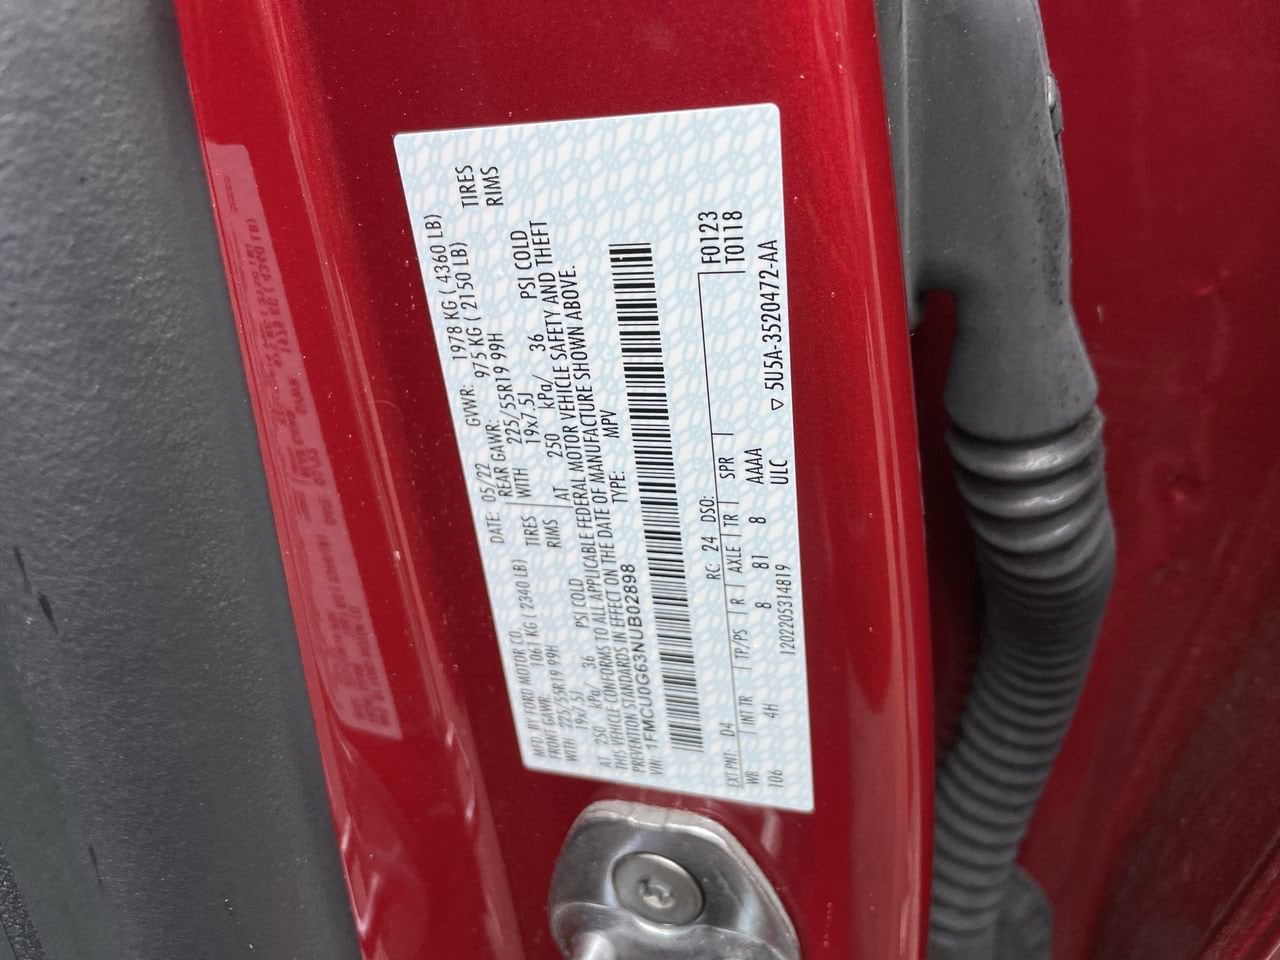 MFD. BY FORD MOTOR CO. DATE: 05/22 GVWR: 1978 KG ( 4360 LB)
FRONT GAWR: 1061 KG ( 2340 LB) REAR GAWR: 975 KG ( 2150 LB)
WITH 225/55R19 99H TIRES WITH 225/55R19 99H TIRES
19x7.5J RIMS 19x7.5J RIMS
AT 250 kPa/ 36 PSI COLD AT 250 kPa/ 36 PSI COLD
THIS VEHICLE CONFORMS TO ALL APPLICABLE FEDERAL MOTOR VEHICLE SAFETY AND THEFT
PREVENTION STANDARDS IN EFFECT ON THE DATE OF MANUFACTURE SHOWN ABOVE.
VIN: 1FMCU0G63NUB02898 TYPE: MPV
F0123
T0118
EXT PNT: D4 RC: 24 DSO:
WB INT TR TP/PS R AXLE TR SPR
106 4H 8 81 8 AAAA
ULC
1202205314819 ▽ 5U5A-3520472-AA